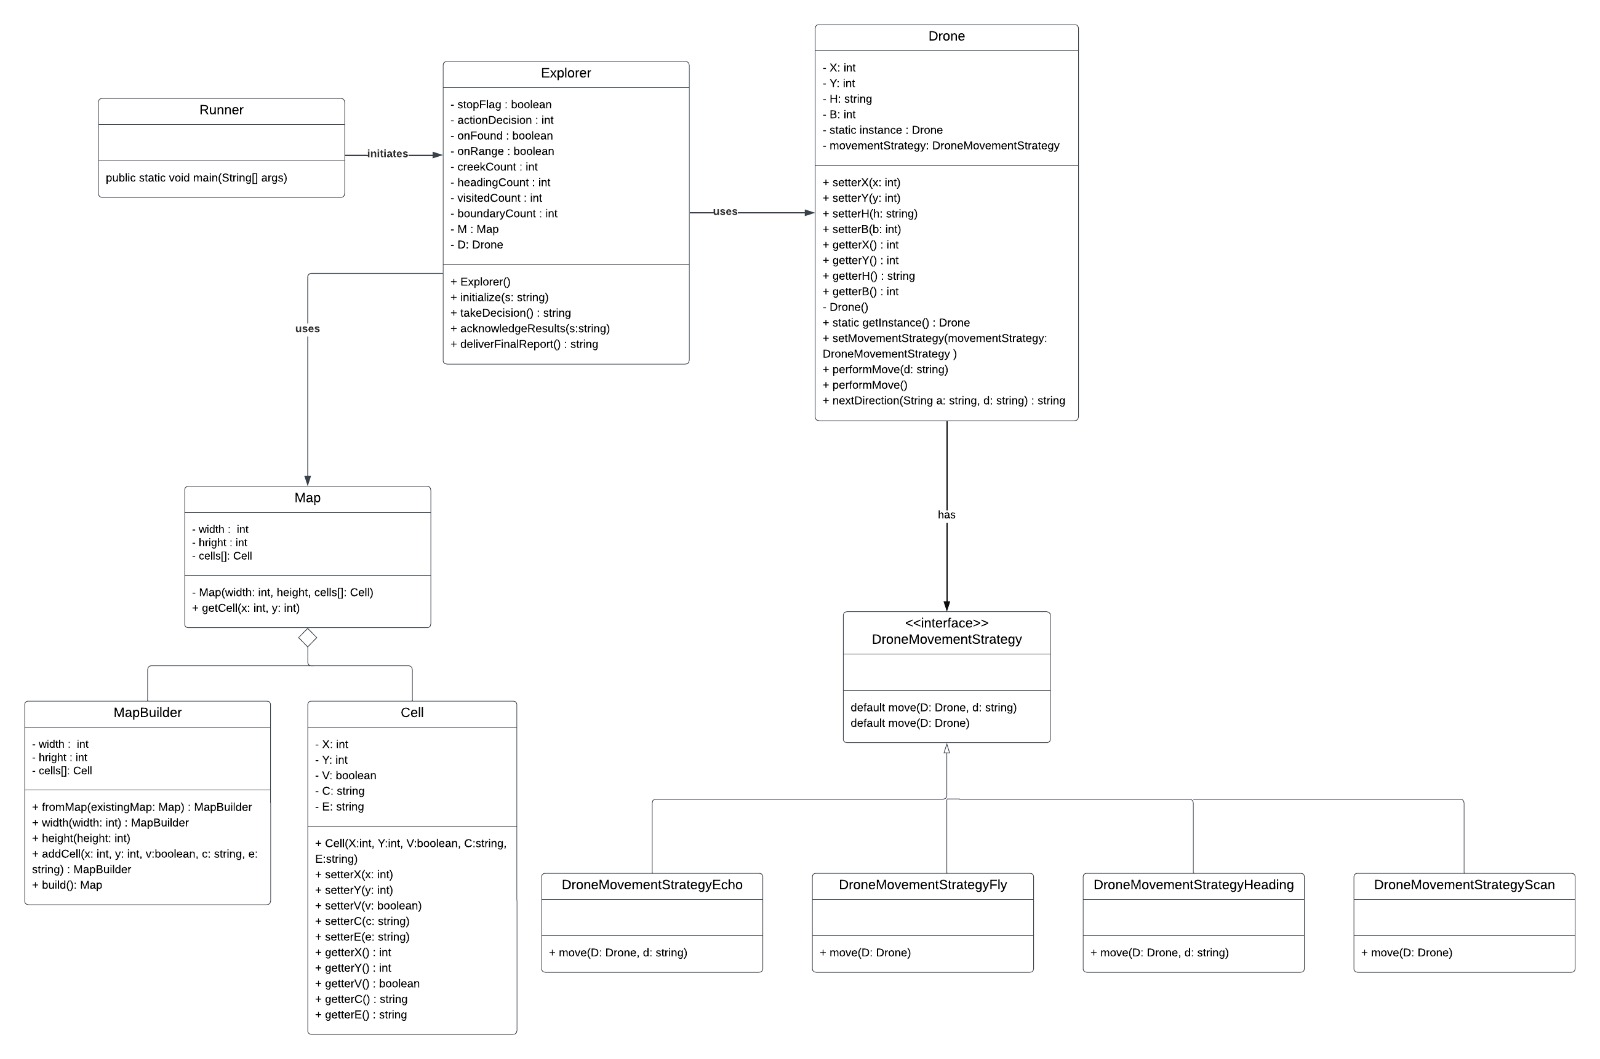 Runner
public static void main(String[] args)
initiates
Explorer
- stopFlag : boolean
- actionDecision : int
- onFound : boolean
- onRange : boolean
- creekCount : int
- headingCount : int
- visitedCount : int
- boundaryCount : int
- M : Map
- D: Drone
+ Explorer()
+ initialize(s: string)
+ takeDecision() : string
+ acknowledgeResults(s:string)
+ deliverFinalReport() : string
uses
Drone
- X: int
- Y: int
- H: string
- B: int
- static instance : Drone
- movementStrategy: DroneMovementStrategy
+ setterX(x: int)
+ setterY(y: int)
+ setterH(h: string)
+ setterB(b: int)
+ getterX() : int
+ getterY() : int
+ getterH() : string
+ getterB() : int
- Drone()
+ static getInstance() : Drone
+ setMovementStrategy(movementStrategy:
DroneMovementStrategy )
+ performMove(d: string)
+ performMove()
+ nextDirection(String a: string, d: string) : string
uses
has
Map
- width :  int
- hright : int
- cells[]: Cell
- Map(width: int, height, cells[]: Cell)
+ getCell(x: int, y: int)
<<interface>>
DroneMovementStrategy
default move(D: Drone, d: string)
default move(D: Drone)
MapBuilder
- width :  int
- hright : int
- cells[]: Cell
+ fromMap(existingMap: Map) : MapBuilder
+ width(width: int) : MapBuilder
+ height(height: int)
+ addCell(x: int, y: int, v:boolean, c: string, e:
string) : MapBuilder
+ build(): Map
Cell
- X: int
- Y: int
- V: boolean
- C: string
- E: string
+ Cell(X:int, Y:int, V:boolean, C:string,
E:string)
+ setterX(x: int)
+ setterY(y: int)
+ setterV(v: boolean)
+ setterC(c: string)
+ setterE(e: string)
+ getterX() : int
+ getterY() : int
+ getterV() : boolean
+ getterC() : string
+ getterE() : string
DroneMovementStrategyEcho
+ move(D: Drone, d: string)
DroneMovementStrategyFly
+ move(D: Drone)
DroneMovementStrategyHeading
+ move(D: Drone, d: string)
DroneMovementStrategyScan
+ move(D: Drone)